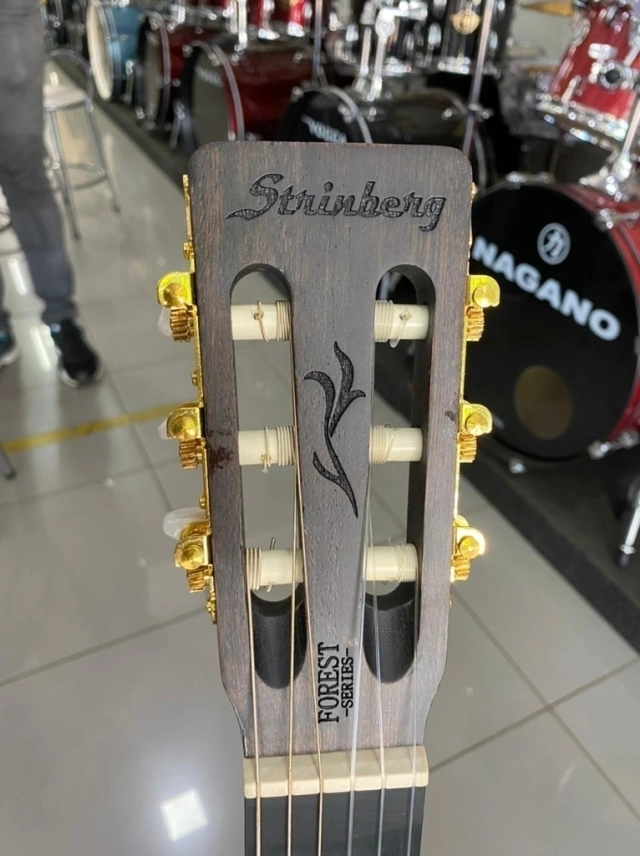 Strinberg
NAGANO
FOREST
-SERIES-